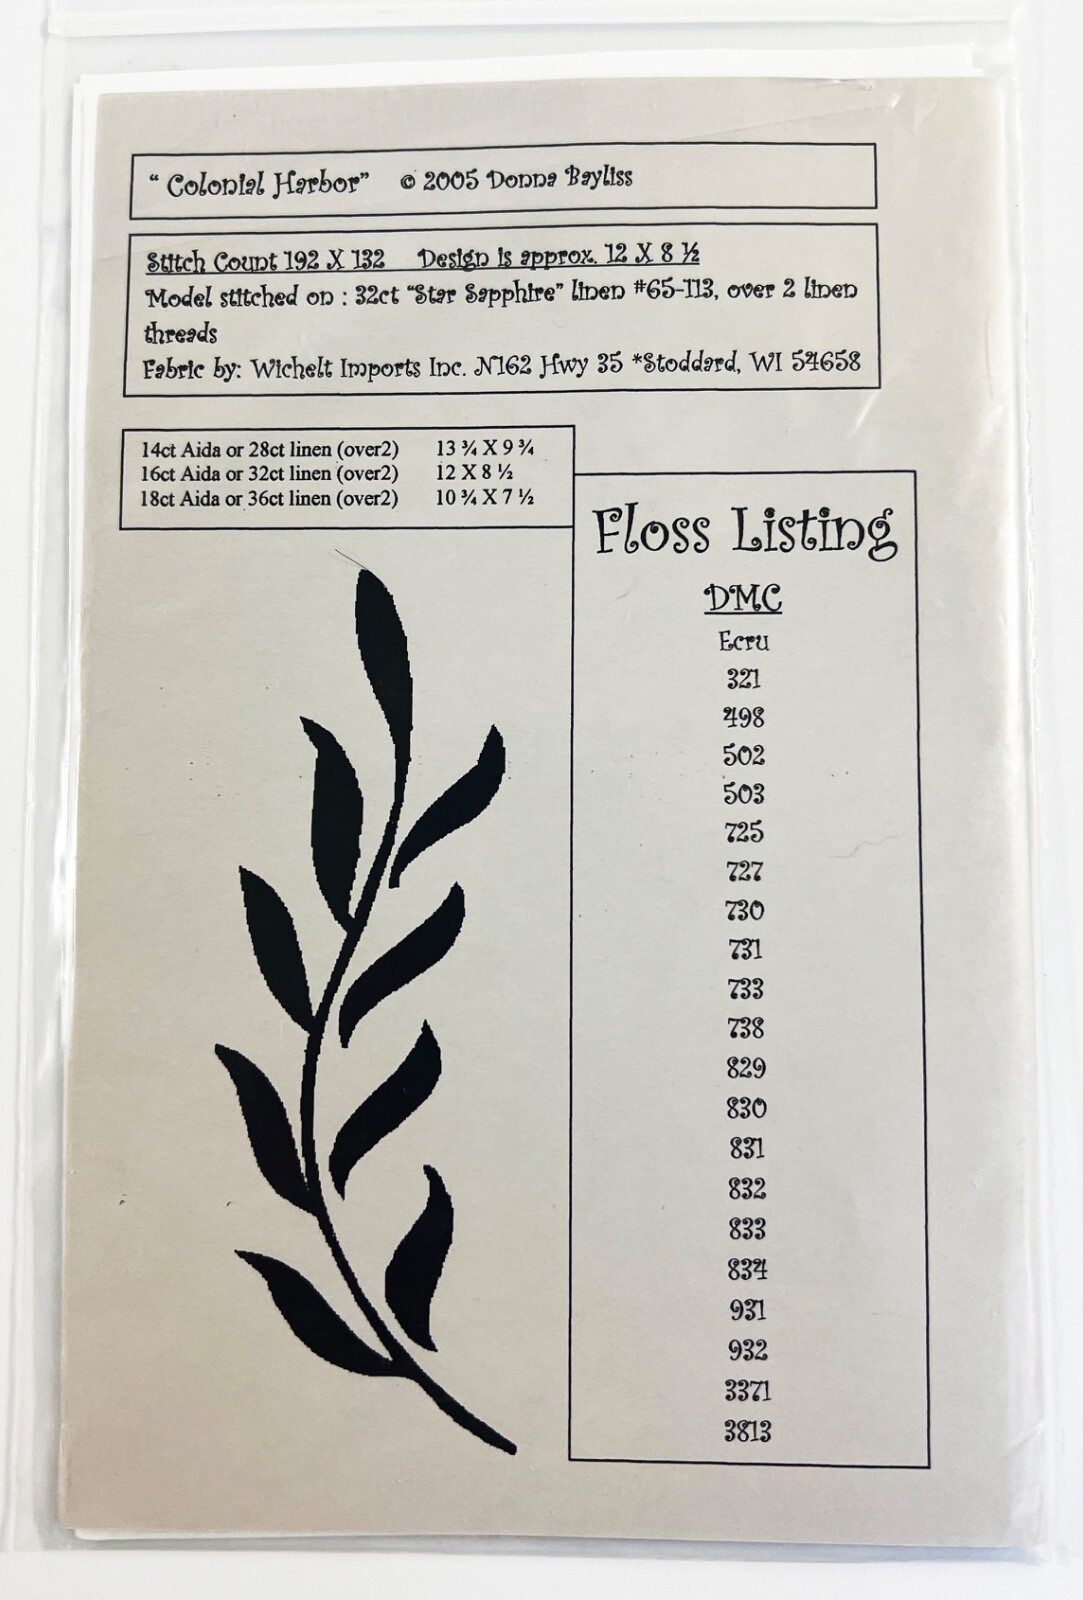 “ Colonial Harbor” © 2005 Donna Bayliss
Stitch Count 192 X 132 Design is approx. 12 X 8 ½
Model stitched on : 32ct “Star Sapphire” linen #65-113, over 2 linen
threads
Fabric by: Wichelt Imports Inc. N162 Hwy 35 *Stoddard, WI 54658
14ct Aida or 28ct linen (over2) 13 ¾ X 9 ¾
16ct Aida or 32ct linen (over2) 12 X 8 ½
18ct Aida or 36ct linen (over2) 10 ¾ X 7 ½
Floss Listing
DMC
Ecru
321
498
502
503
725
727
730
731
733
738
829
830
831
832
833
834
931
932
3371
3813